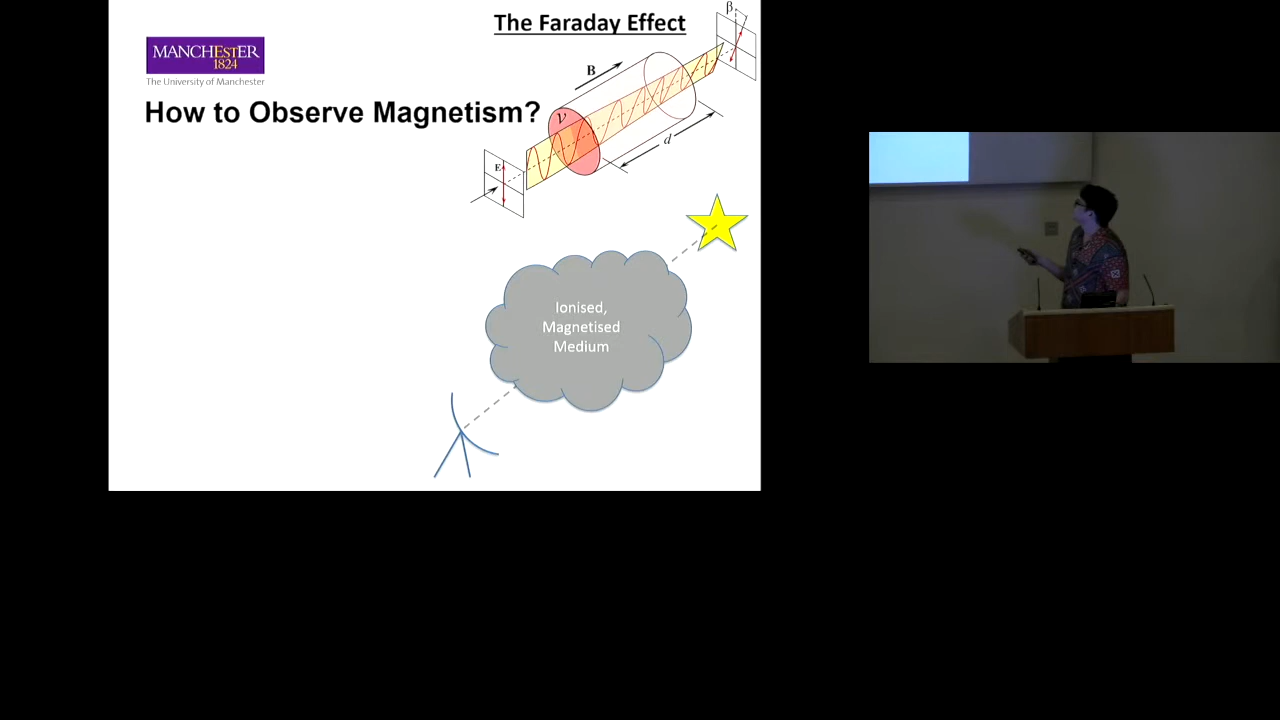 The Faraday Effect
MANCHESTER
1824
The University of Manchester
How to Observe Magnetism?
β
B
ν
d
E
Ionised,
Magnetised
Medium